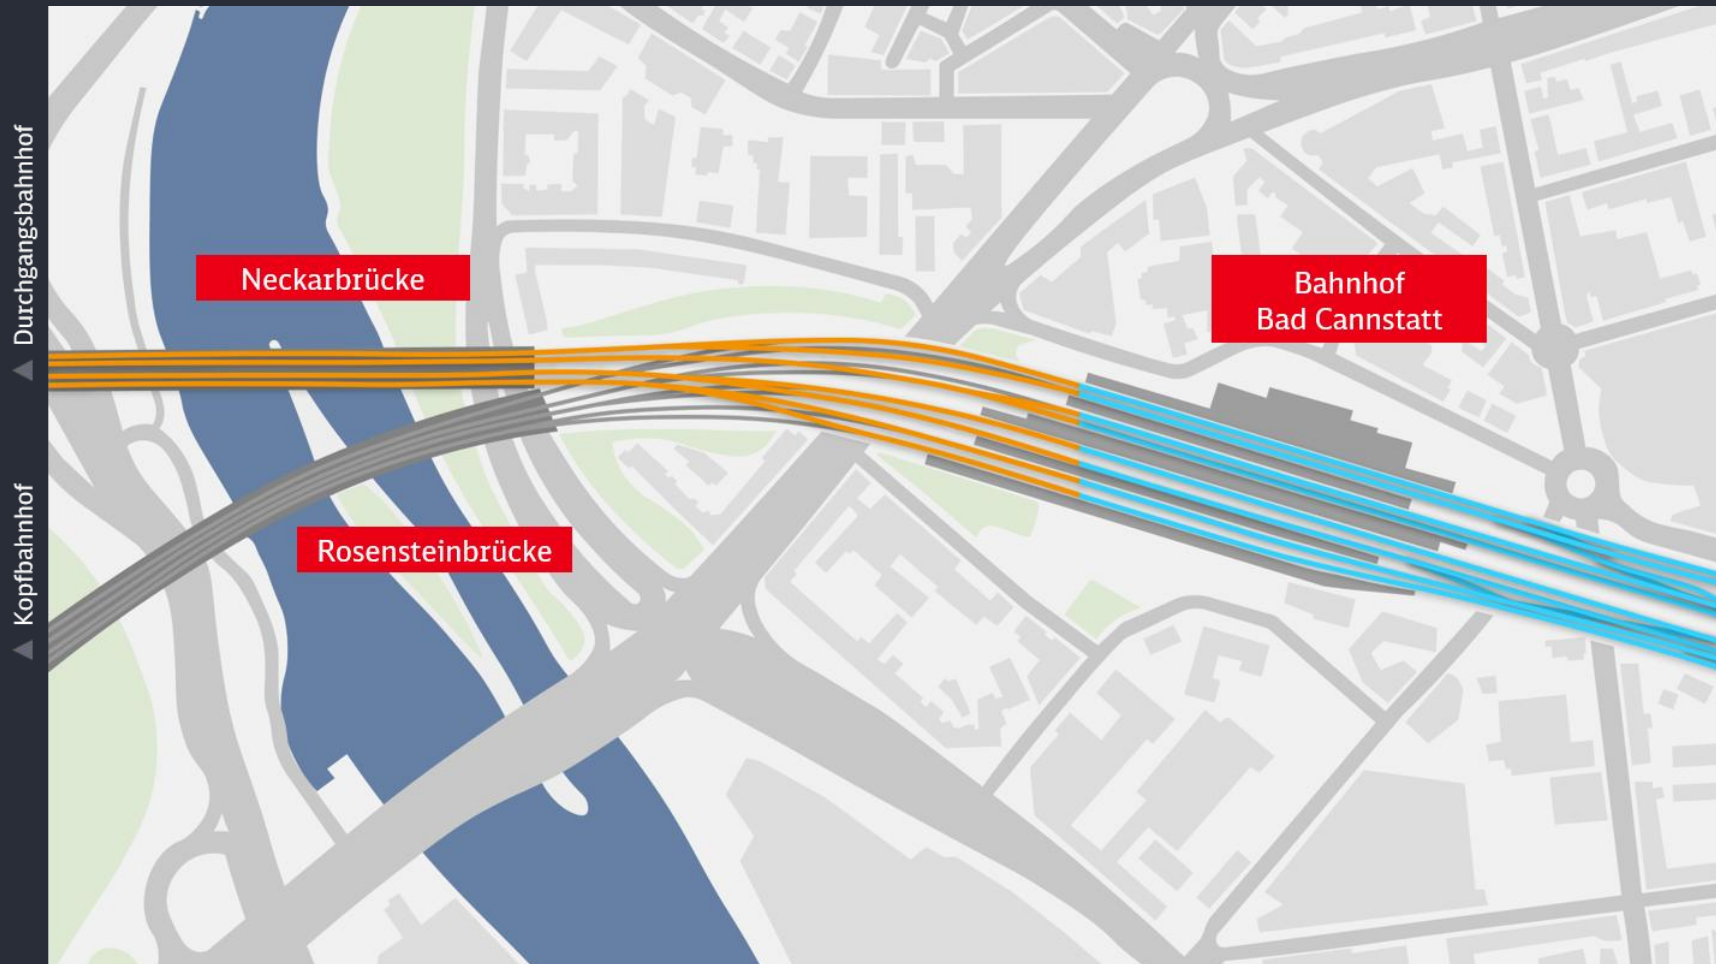 Durchgangsbahnhof
Kopfbahnhof
Neckarbrücke
Bahnhof
Bad Cannstatt
Rosensteinbrücke